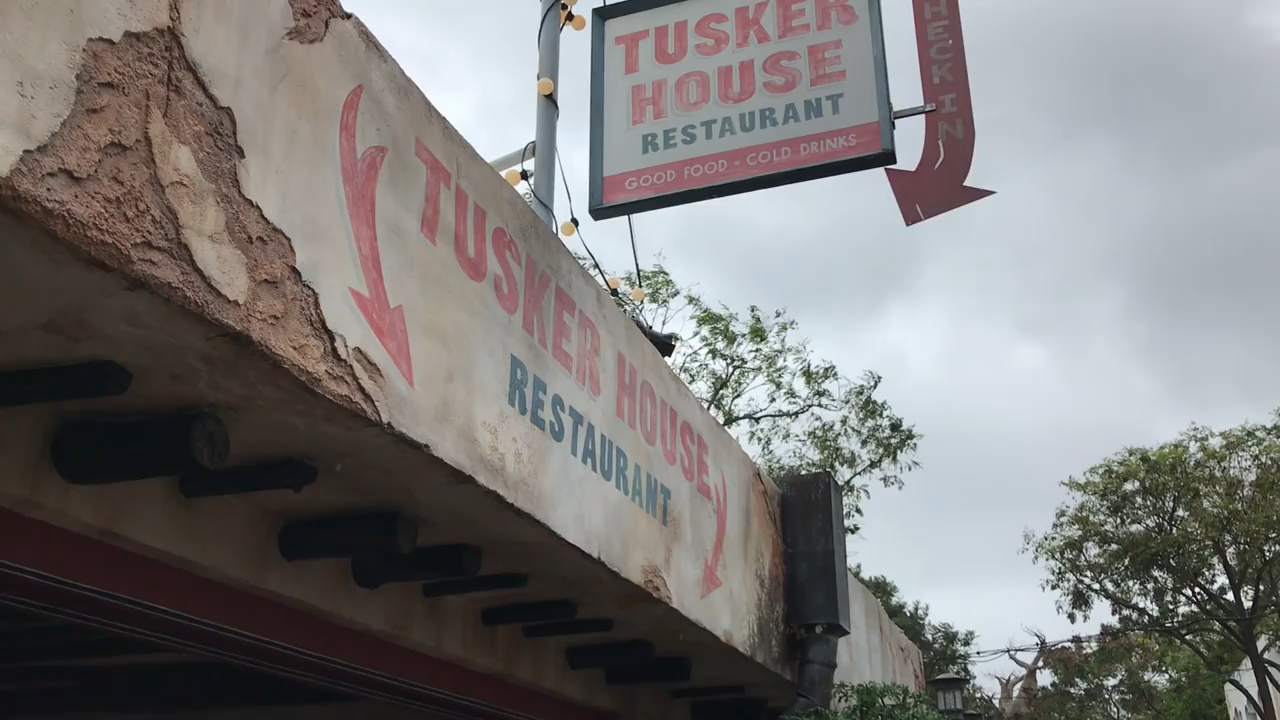 TUSKER
HOUSE
RESTAURANT
GOOD FOOD - COLD DRINKS
CHECK IN
TUSKER HOUSE
RESTAURANT